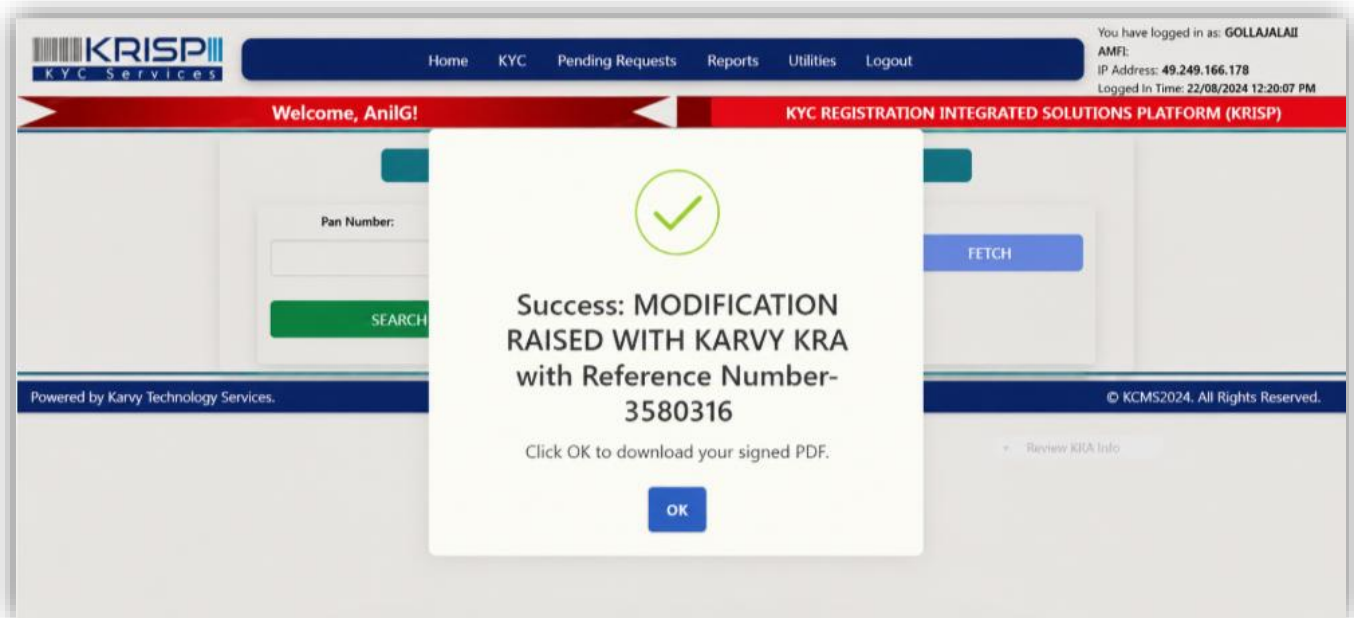 KRISP
KYC Services
Home KYC Pending Requests Reports Utilities Logout
You have logged in as: GOLLAJALAII
AMFI:
IP Address: 49.249.166.178
Logged In Time: 22/08/2024 12:20:07 PM
Welcome, AnilG!
KYC REGISTRATION INTEGRATED SOLUTIONS PLATFORM (KRISP)
Pan Number:
FETCH
SEARCH
Success: MODIFICATION
RAISED WITH KARVY KRA
with Reference Number-
3580316
Click OK to download your signed PDF.
OK
Powered by Karvy Technology Services.
© KCMS2024. All Rights Reserved.
Review KRA Info